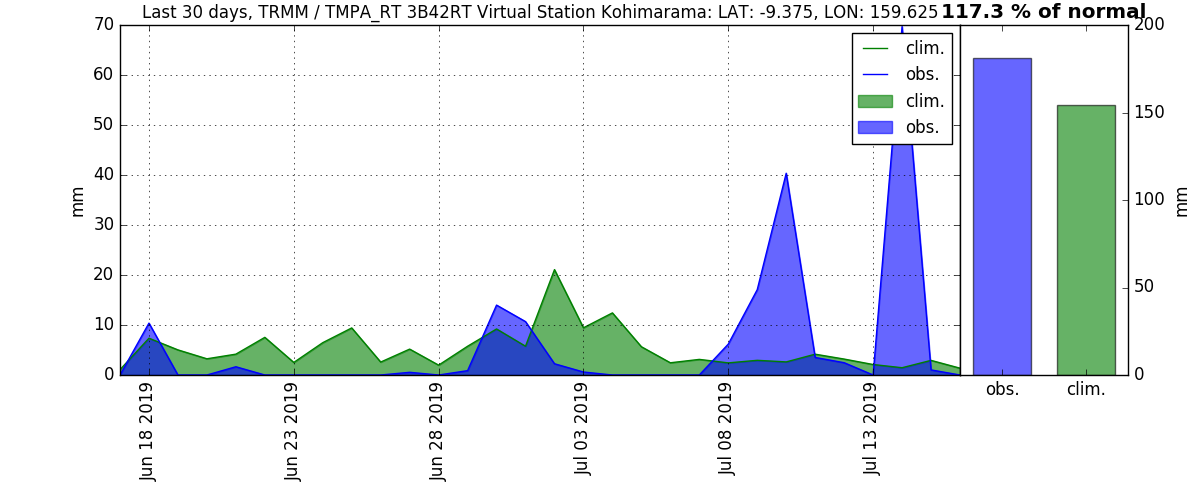 Last 30 days, TRMM / TMPA_RT 3B42RT Virtual Station Kohimarama: LAT: -9.375, LON: 159.625
117.3 % of normal
70
60
50
40
30
20
10
0
mm
clim.
obs.
clim.
obs.
200
150
100
50
0
mm
Jun 18 2019
Jun 23 2019
Jun 28 2019
Jul 03 2019
Jul 08 2019
Jul 13 2019
obs.
clim.